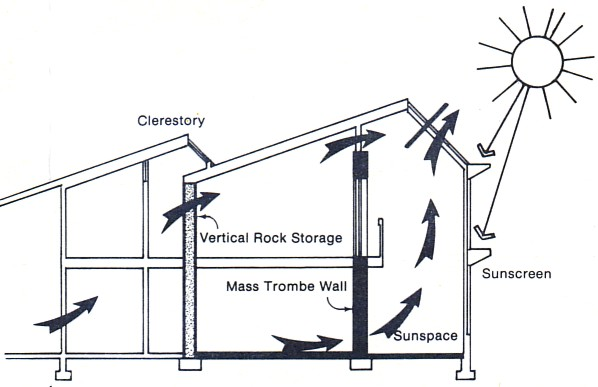 Clerestory
Vertical Rock Storage
Sunscreen
Mass Trombe Wall
Sunspace